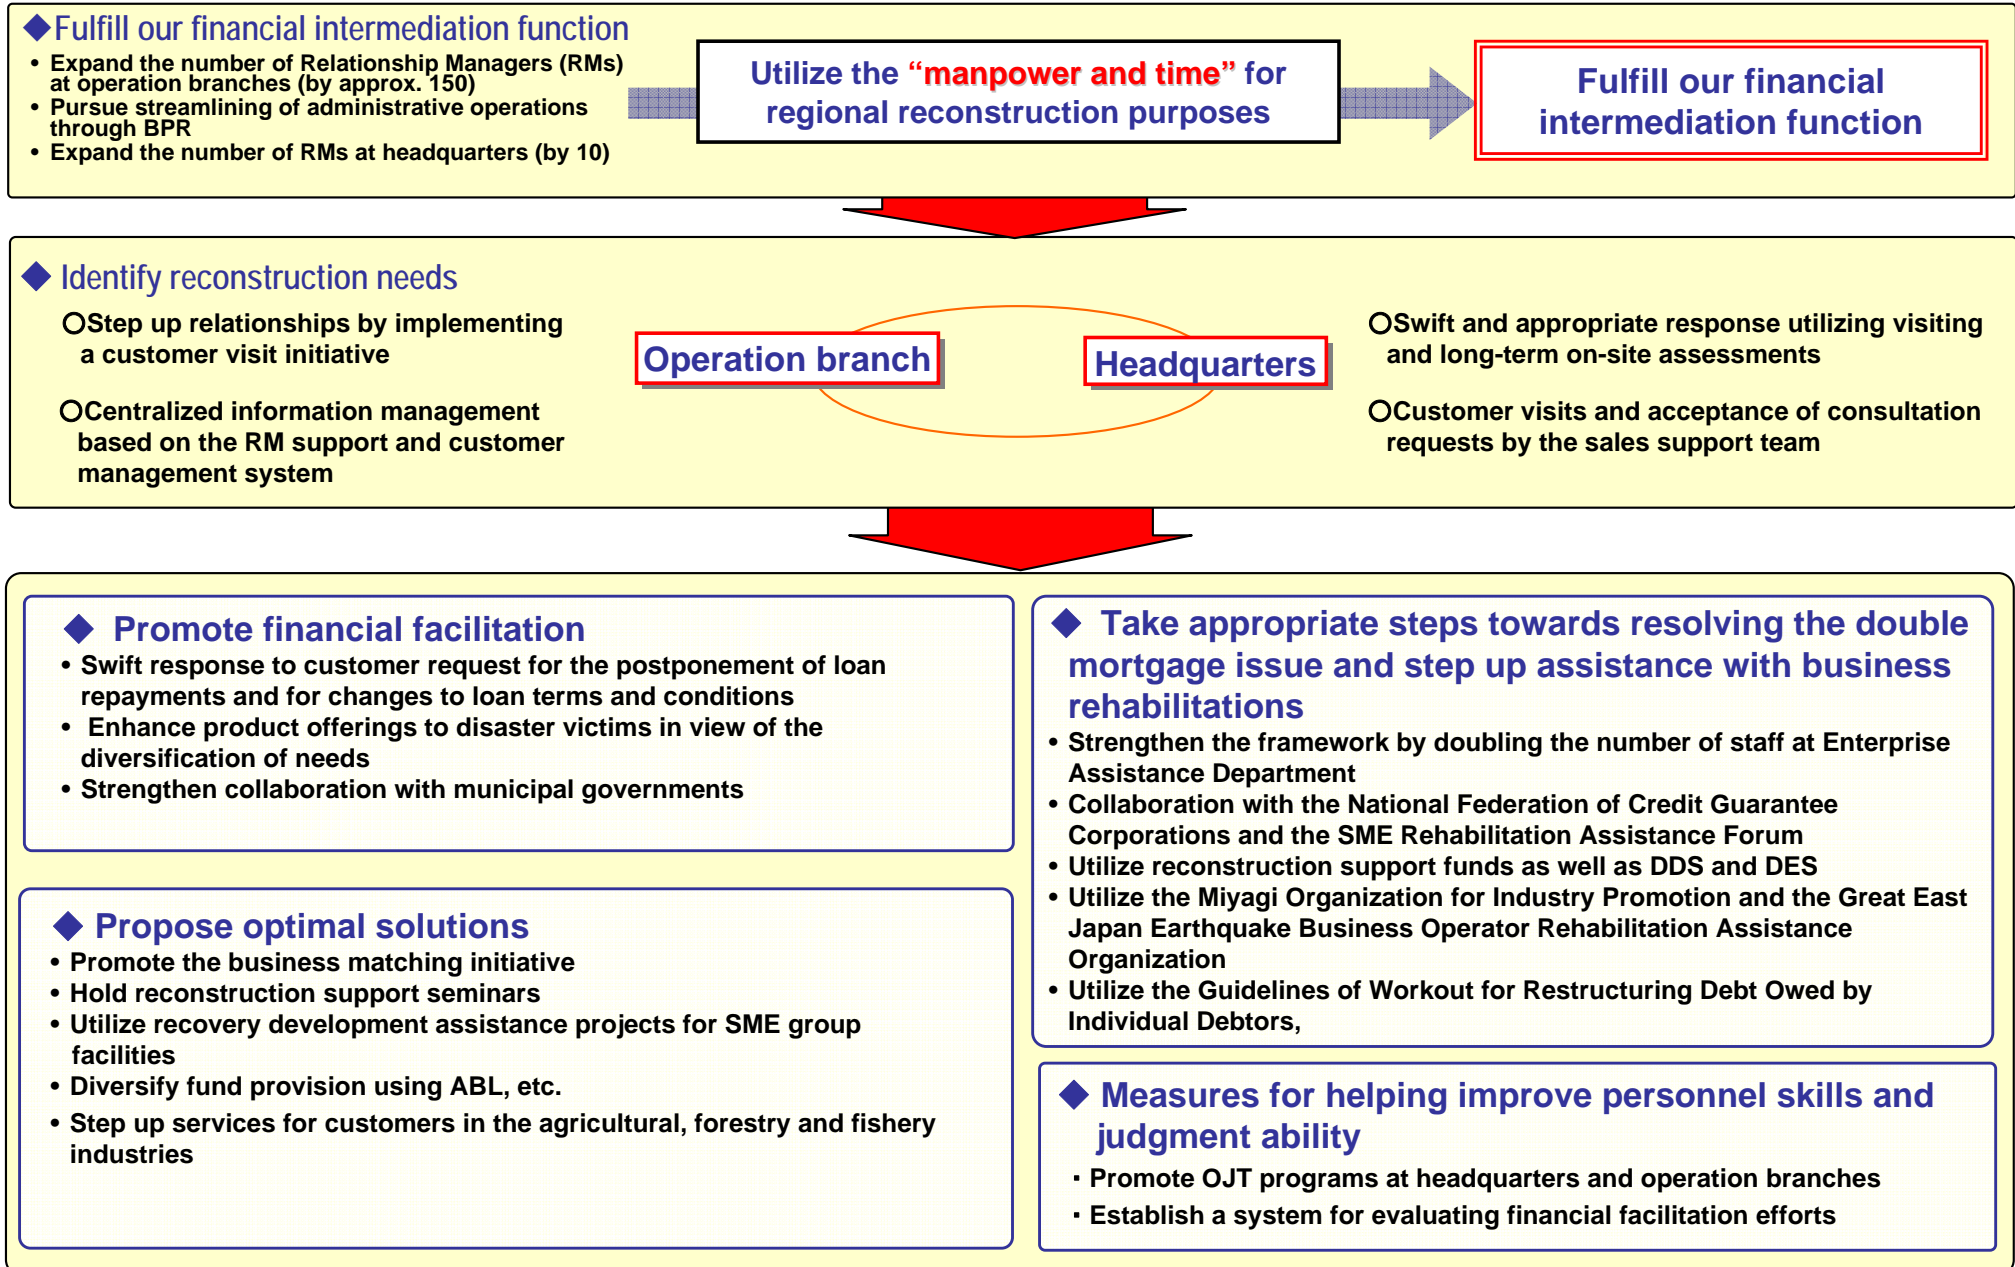 ◆Fulfill our financial intermediation function
• Expand the number of Relationship Managers (RMs)
at operation branches (by approx. 150)
• Pursue streamlining of administrative operations
through BPR
• Expand the number of RMs at headquarters (by 10)
Utilize the “manpower and time” for
regional reconstruction purposes
Fulfill our financial
intermediation function
◆ Identify reconstruction needs
○Step up relationships by implementing
a customer visit initiative
○Centralized information management
based on the RM support and customer
management system
Operation branch
Headquarters
○Swift and appropriate response utilizing visiting
and long-term on-site assessments
○Customer visits and acceptance of consultation
requests by the sales support team
◆ Promote financial facilitation
• Swift response to customer request for the postponement of loan
repayments and for changes to loan terms and conditions
• Enhance product offerings to disaster victims in view of the
diversification of needs
• Strengthen collaboration with municipal governments
◆ Propose optimal solutions
• Promote the business matching initiative
• Hold reconstruction support seminars
• Utilize recovery development assistance projects for SME group
facilities
• Diversify fund provision using ABL, etc.
• Step up services for customers in the agricultural, forestry and fishery
industries
◆ Take appropriate steps towards resolving the double
mortgage issue and step up assistance with business
rehabilitations
• Strengthen the framework by doubling the number of staff at Enterprise
Assistance Department
• Collaboration with the National Federation of Credit Guarantee
Corporations and the SME Rehabilitation Assistance Forum
• Utilize reconstruction support funds as well as DDS and DES
• Utilize the Miyagi Organization for Industry Promotion and the Great East
Japan Earthquake Business Operator Rehabilitation Assistance
Organization
• Utilize the Guidelines of Workout for Restructuring Debt Owed by
Individual Debtors,
◆ Measures for helping improve personnel skills and
judgment ability
・Promote OJT programs at headquarters and operation branches
・Establish a system for evaluating financial facilitation efforts